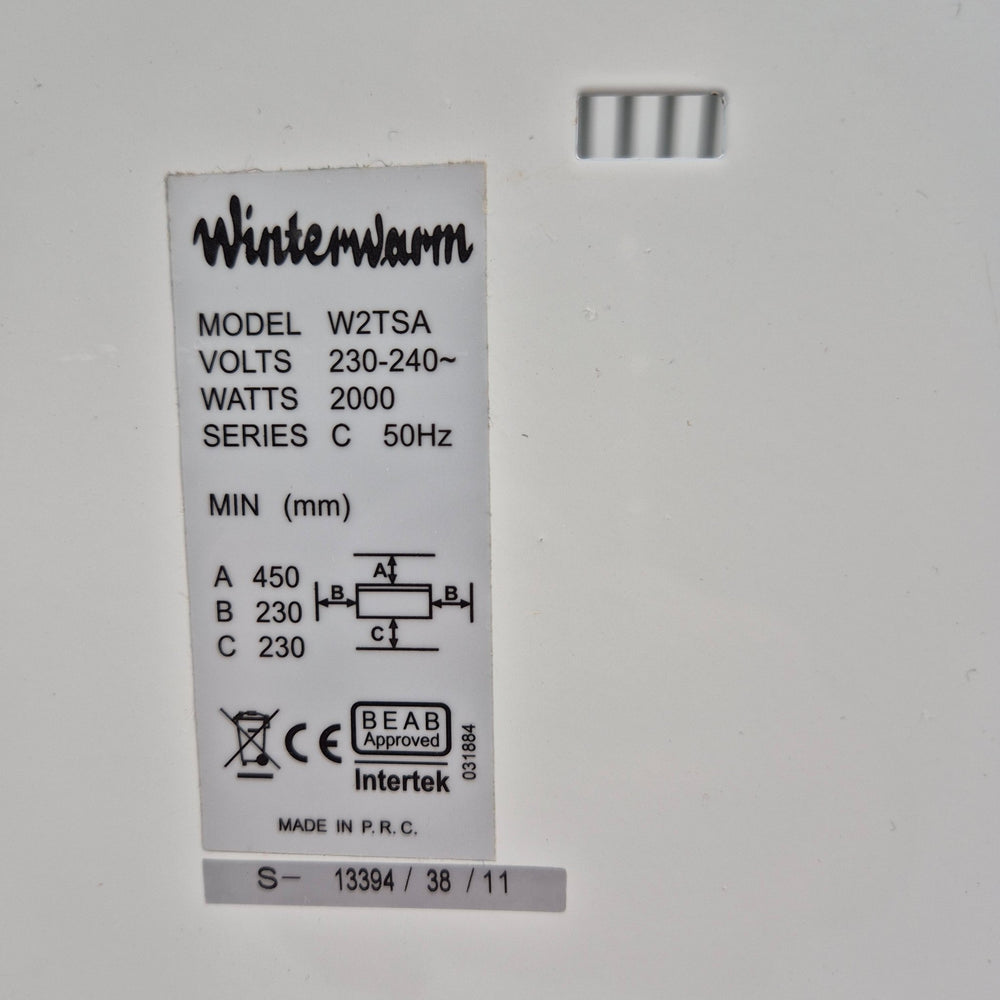 Winterwarm
MODEL W2TSA
VOLTS 230-240~
WATTS 2000
SERIES C 50Hz
MIN (mm)
A 450
B 230
C 230
A
B B
C
CE
BEAB
Approved
Intertek
031884
MADE IN P.R.C.
S- 13394 / 38 / 11